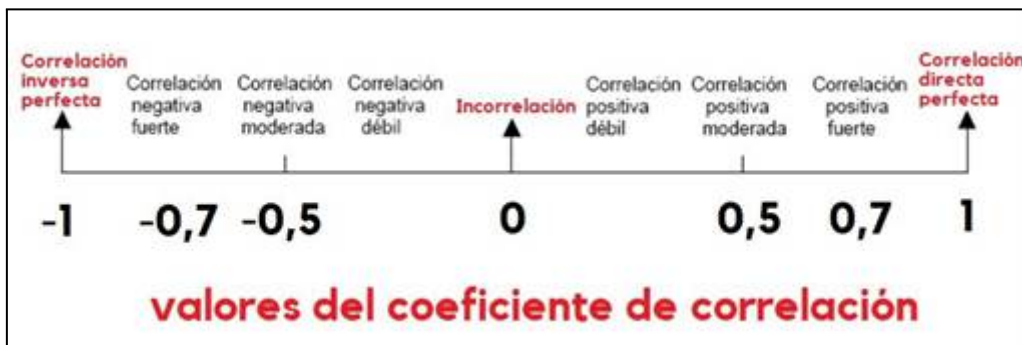 Correlación
inversa
perfecta
Correlación
negativa
fuerte
Correlación
negativa
moderada
Correlación
negativa
débil
Incorrelación
Correlación
positiva
débil
Correlación
positiva
moderada
Correlación
positiva
fuerte
Correlación
directa
perfecta
-1
-0,7
-0,5
0
0,5
0,7
1
valores del coeficiente de correlación